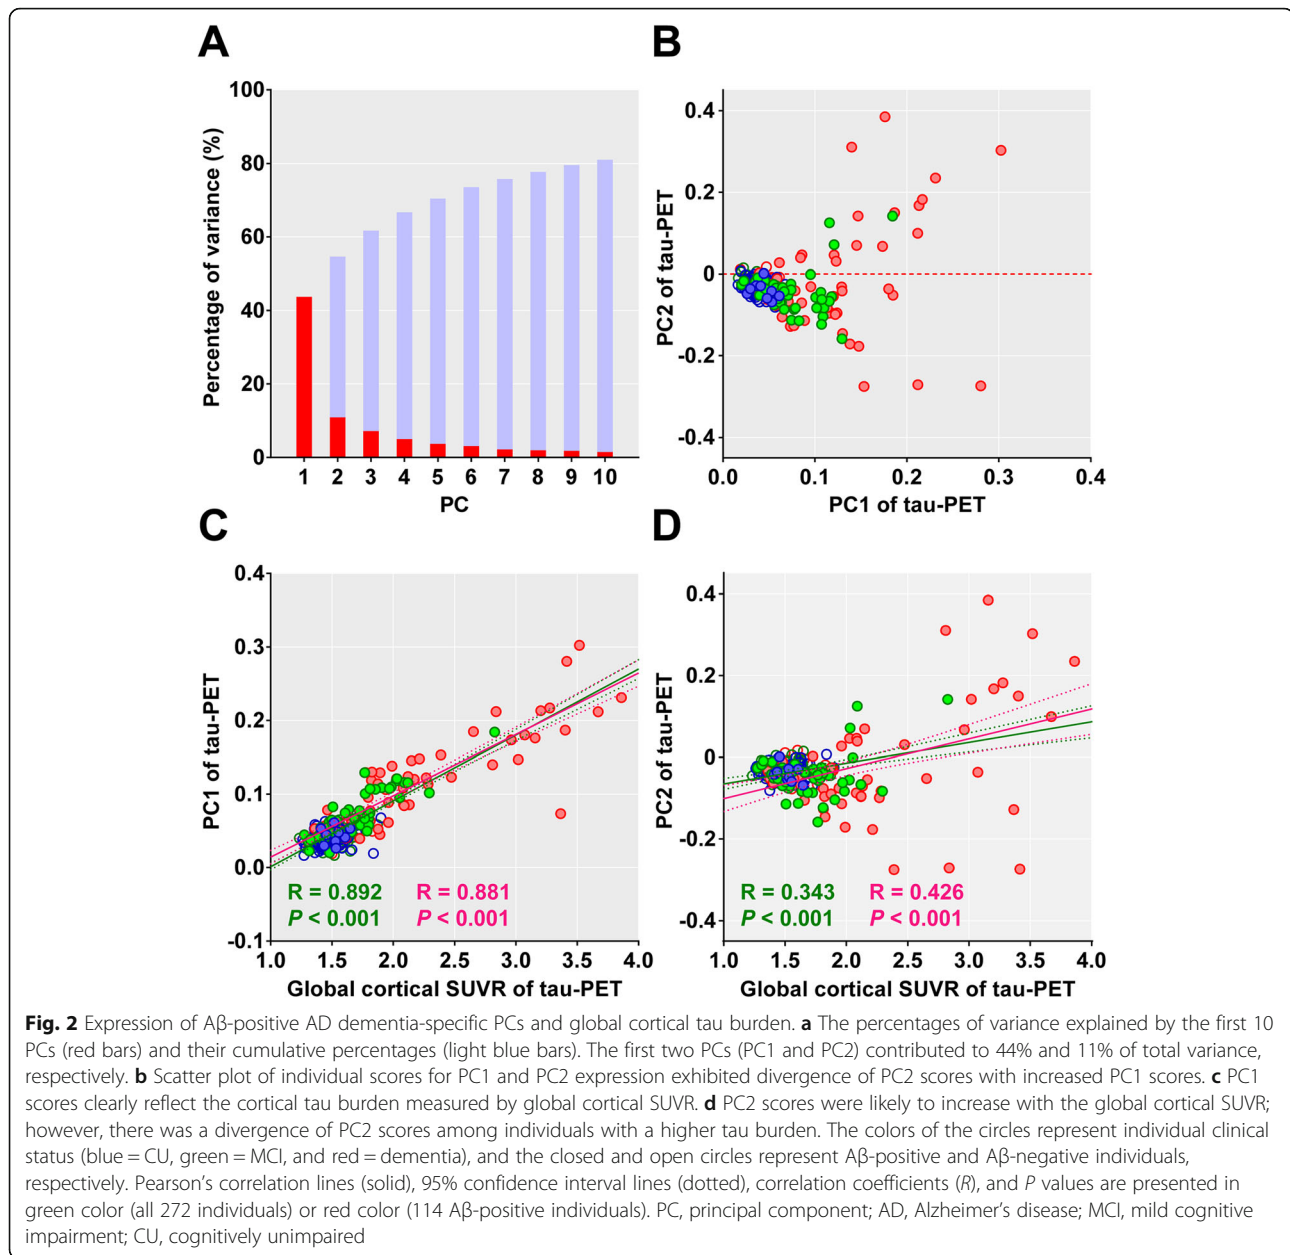 A
100
80
60
40
20
0
Percentage of variance (%)
1 2 3 4 5 6 7 8 9 10
PC
B
0.4
0.2
0
-0.2
-0.4
PC2 of tau-PET
0.0 0.1 0.2 0.3 0.4
PC1 of tau-PET
C
0.4
0.3
0.2
0.1
0.0
-0.1
PC1 of tau-PET
R = 0.892 R = 0.881
P < 0.001 P < 0.001
1.0 1.5 2.0 2.5 3.0 3.5 4.0
Global cortical SUVR of tau-PET
D
0.4
0.2
0
-0.2
-0.4
PC2 of tau-PET
R = 0.343 R = 0.426
P < 0.001 P < 0.001
1.0 1.5 2.0 2.5 3.0 3.5 4.0
Global cortical SUVR of tau-PET
Fig. 2 Expression of Aβ-positive AD dementia-specific PCs and global cortical tau burden. a The percentages of variance explained by the first 10
PCs (red bars) and their cumulative percentages (light blue bars). The first two PCs (PC1 and PC2) contributed to 44% and 11% of total variance,
respectively. b Scatter plot of individual scores for PC1 and PC2 expression exhibited divergence of PC2 scores with increased PC1 scores. c PC1
scores clearly reflect the cortical tau burden measured by global cortical SUVR. d PC2 scores were likely to increase with the global cortical SUVR;
however, there was a divergence of PC2 scores among individuals with a higher tau burden. The colors of the circles represent individual clinical
status (blue = CU, green = MCI, and red = dementia), and the closed and open circles represent Aβ-positive and Aβ-negative individuals,
respectively. Pearson's correlation lines (solid), 95% confidence interval lines (dotted), correlation coefficients (R), and P values are presented in
green color (all 272 individuals) or red color (114 Aβ-positive individuals). PC, principal component; AD, Alzheimer's disease; MCI, mild cognitive
impairment; CU, cognitively unimpaired